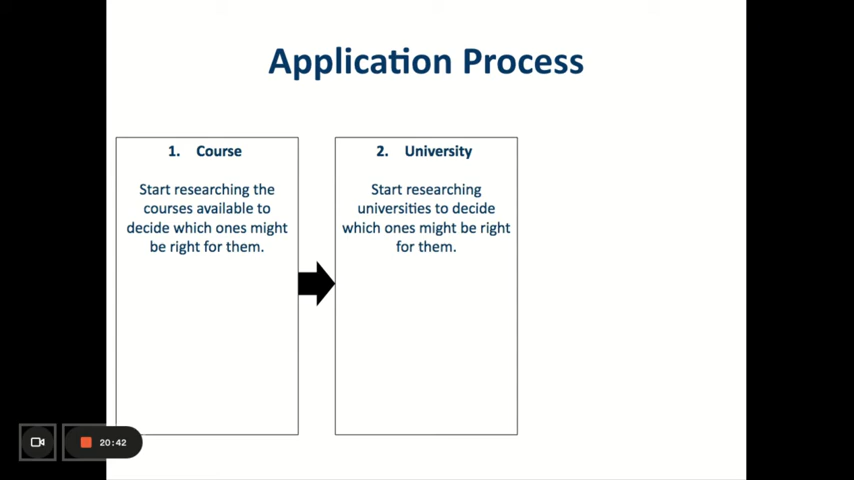 Application Process
1. Course
Start researching the
courses available to
decide which ones might
be right for them.
2. University
Start researching
universities to decide
which ones might be right
for them.
20:42